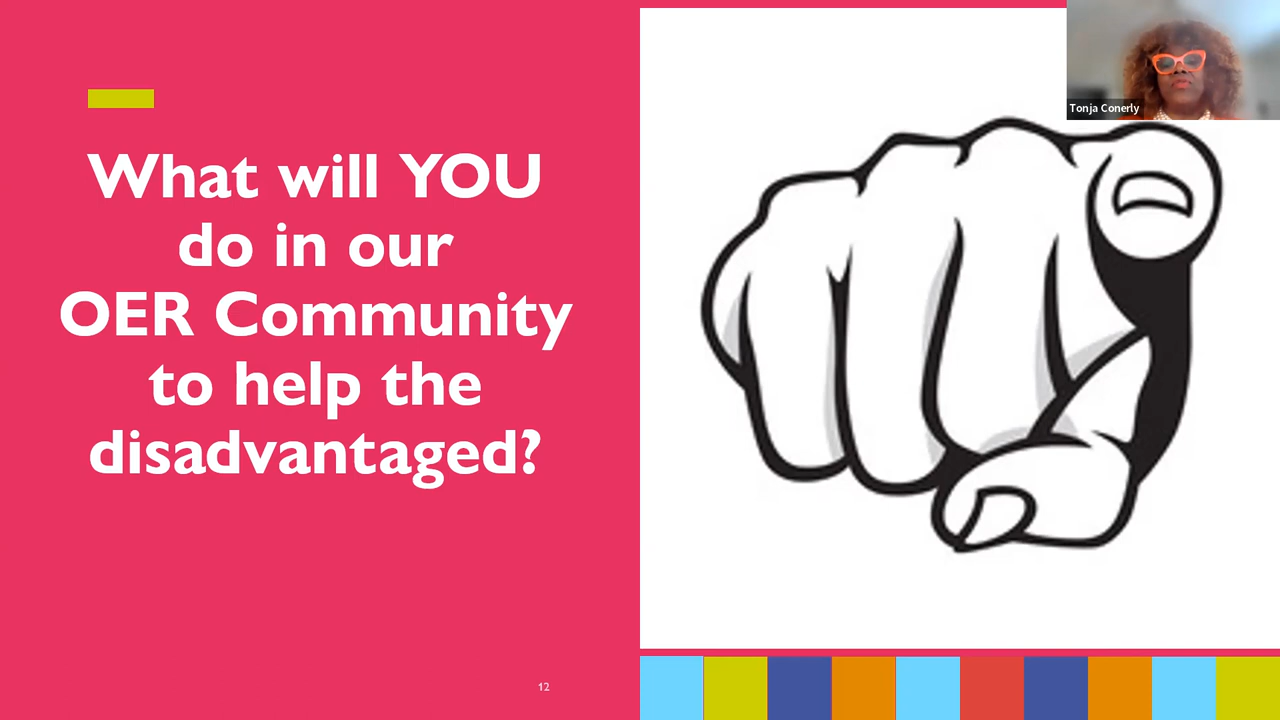 What will YOU
do in our
OER Community
to help the
disadvantaged?
Tonja Conerly
12